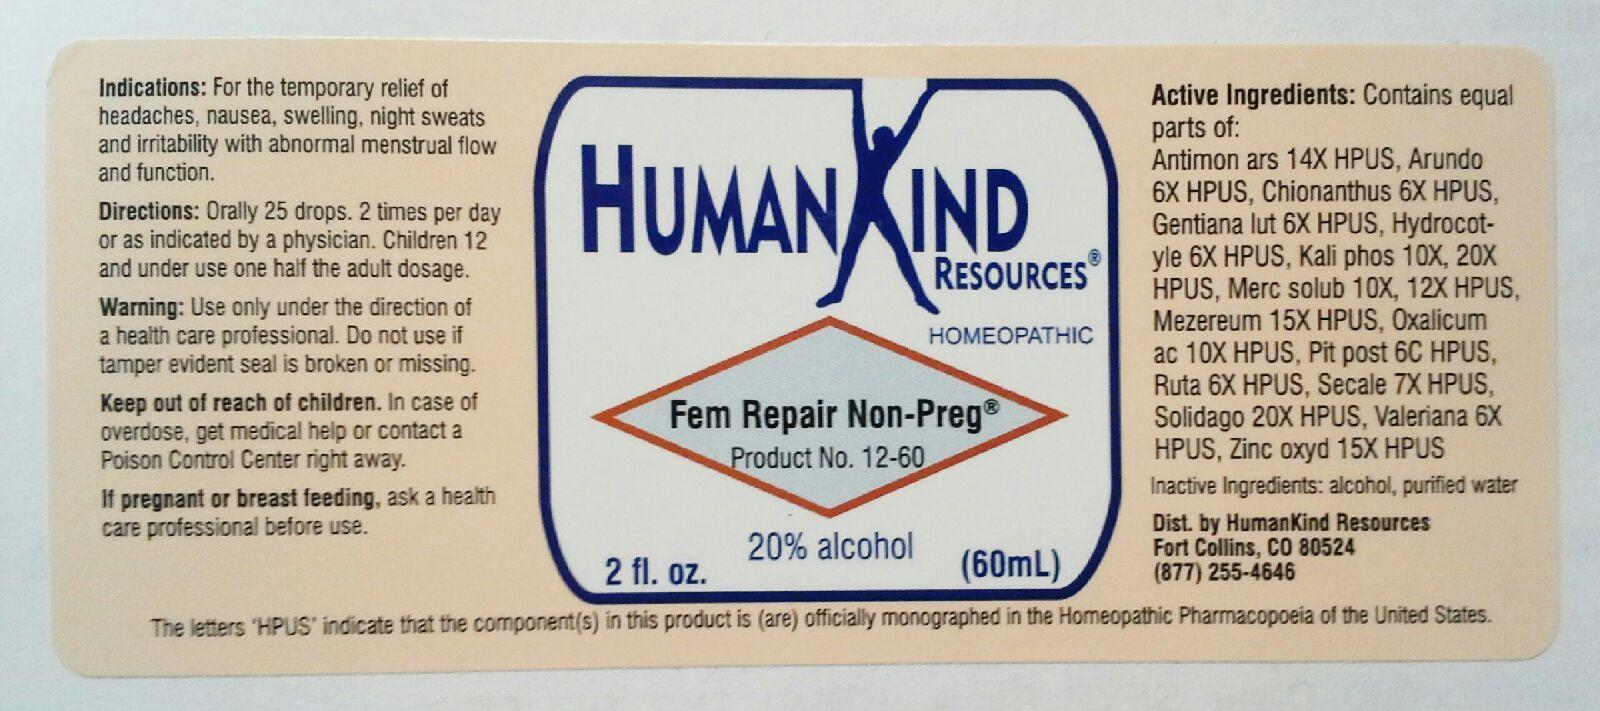 Indications: For the temporary relief of
headaches, nausea, swelling, night sweats
and irritability with abnormal menstrual flow
and function.
Directions: Orally 25 drops. 2 times per day
or as indicated by a physician. Children 12
and under use one half the adult dosage.
Warning: Use only under the direction of
a health care professional. Do not use if
tamper evident seal is broken or missing.
Keep out of reach of children. In case of
overdose, get medical help or contact a
Poison Control Center right away.
If pregnant or breast feeding, ask a health
care professional before use.
HUMANKIND
RESOURCES®
HOMEOPATHIC
Fem Repair Non-Preg®
Product No. 12-60
20% alcohol
2 fl. oz. (60mL)
Active Ingredients: Contains equal
parts of:
Antimon ars 14X HPUS, Arundo
6X HPUS, Chionanthus 6X HPUS,
Gentiana lut 6X HPUS, Hydrocot-
yle 6X HPUS, Kali phos 10X, 20X
HPUS, Merc solub 10X, 12X HPUS,
Mezereum 15X HPUS, Oxalicum
ac 10X HPUS, Pit post 6C HPUS,
Ruta 6X HPUS, Secale 7X HPUS,
Solidago 20X HPUS, Valeriana 6X
HPUS, Zinc oxyd 15X HPUS
Inactive Ingredients: alcohol, purified water
Dist. by HumanKind Resources
Fort Collins, CO 80524
(877) 255-4646
The letters "HPUS" indicate that the component(s) in this product is (are) officially monographed in the Homeopathic Pharmacopoeia of the United States.